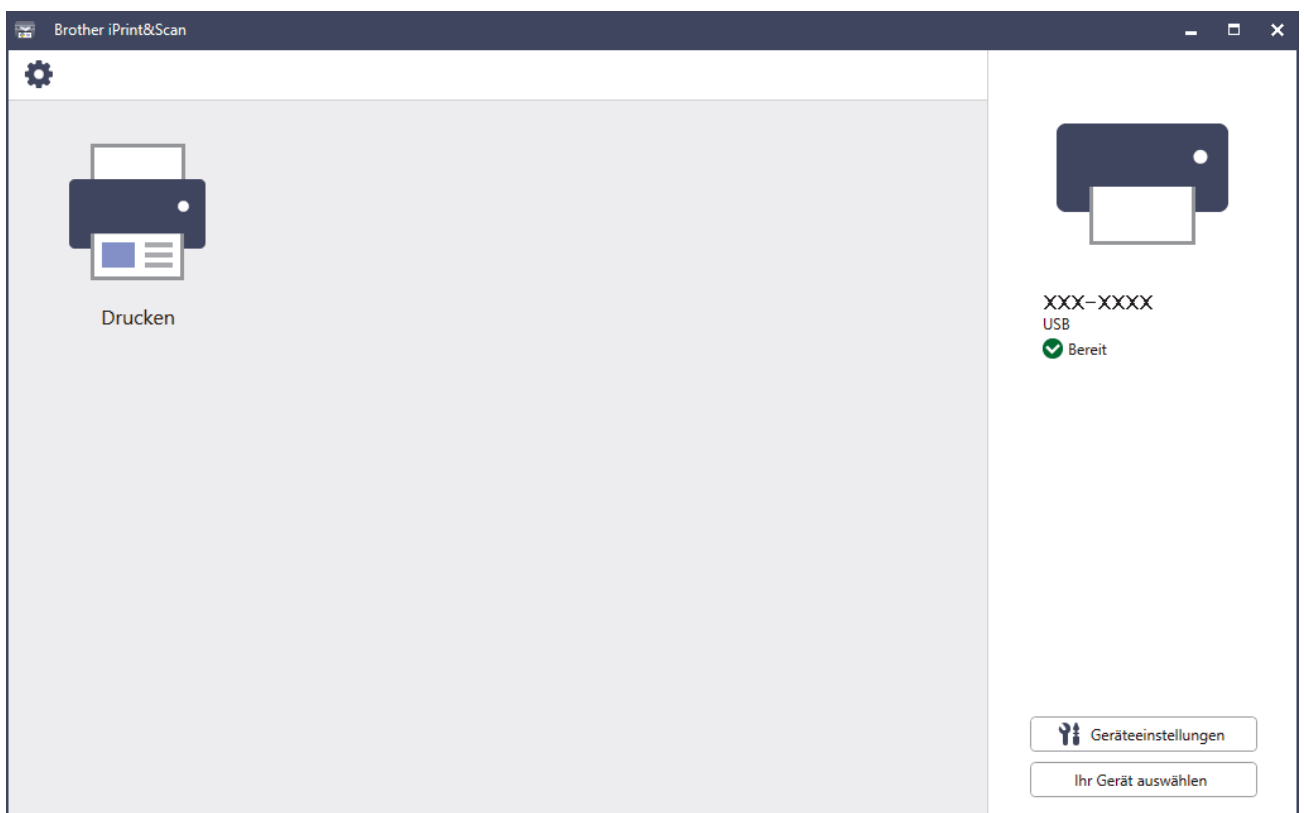 Brother iPrint&Scan
Drucken
XXX-XXXX
USB
Bereit
Geräteeinstellungen
Ihr Gerät auswählen